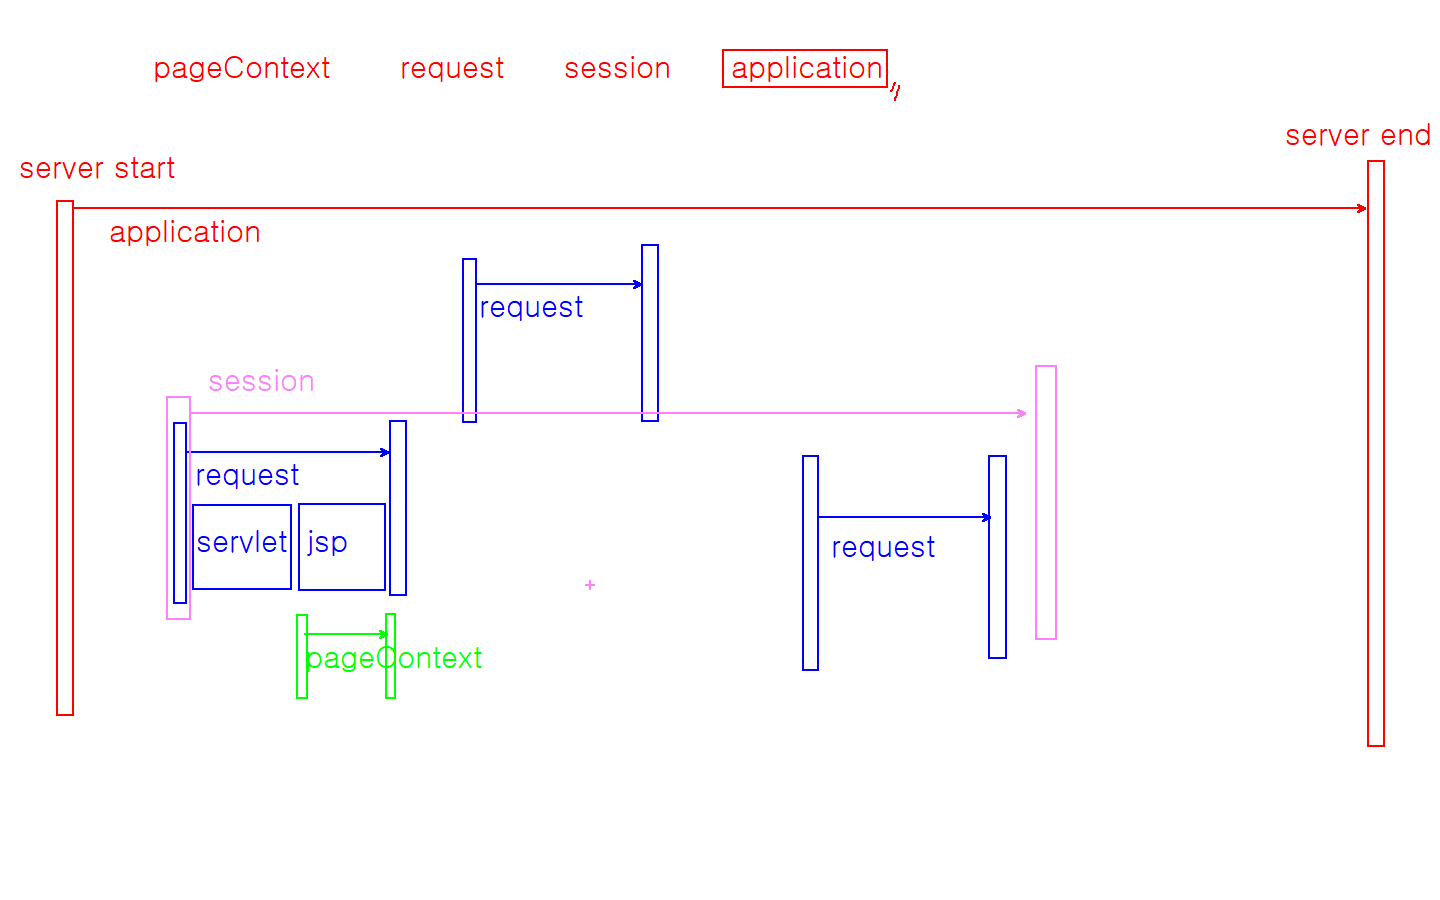 pageContext request session application
server end
server start
application
request
session
request
servlet jsp
request
pageContext